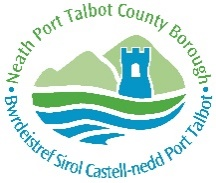 Neath Port Talbot County Borough
Bwrdeistref Sirol Castell-nedd Port Talbot